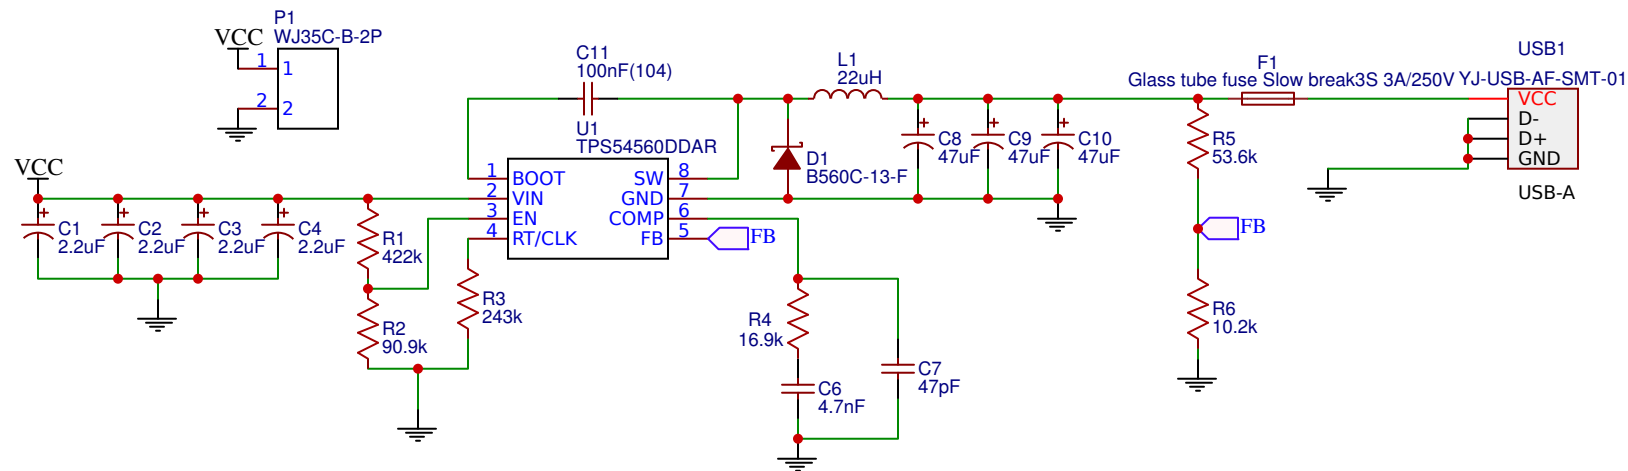 P1
WJ35C-B-2P
VCC
1
1
2
2
VCC
C1
2.2uF
C2
2.2uF
C3
2.2uF
C4
2.2uF
R1
422k
R2
90.9k
R3
243k
C11
100nF(104)
U1
TPS54560DDAR
1
BOOT
SW
8
2
VIN
GND
7
3
EN
COMP
6
4
RT/CLK
FB
5
FB
D1
B560C-13-F
L1
22uH
C8
47uF
C9
47uF
C10
47uF
R4
16.9k
C6
4.7nF
C7
47pF
R5
53.6k
FB
R6
10.2k
F1
Glass tube fuse Slow break3S 3A/250V
USB1
YJ-USB-AF-SMT-01
VCC
D-
D+
GND
USB-A